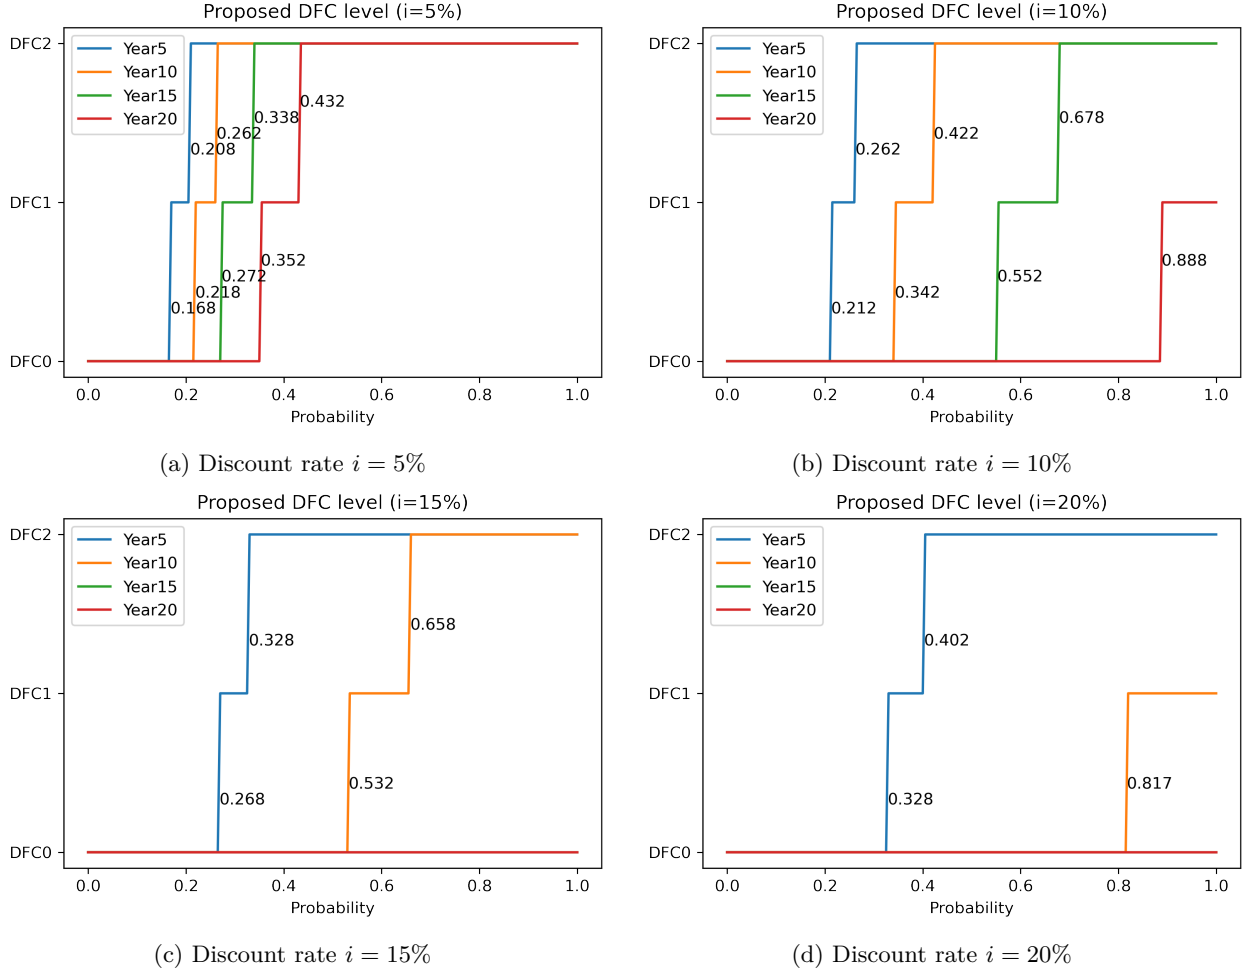 Proposed DFC level (i=5%)
DFC2
DFC1
DFC0
Year5
Year10
Year15
Year20
0.432
0.338
0.262
0.208
0.352
0.272
0.218
0.168
0.0 0.2 0.4 0.6 0.8 1.0
Probability
(a) Discount rate i = 5%
Proposed DFC level (i=10%)
DFC2
DFC1
DFC0
Year5
Year10
Year15
Year20
0.678
0.422
0.262
0.888
0.552
0.342
0.212
0.0 0.2 0.4 0.6 0.8 1.0
Probability
(b) Discount rate i = 10%
Proposed DFC level (i=15%)
DFC2
DFC1
DFC0
Year5
Year10
Year15
Year20
0.658
0.328
0.532
0.268
0.0 0.2 0.4 0.6 0.8 1.0
Probability
(c) Discount rate i = 15%
Proposed DFC level (i=20%)
DFC2
DFC1
DFC0
Year5
Year10
Year15
Year20
0.402
0.817
0.328
0.0 0.2 0.4 0.6 0.8 1.0
Probability
(d) Discount rate i = 20%